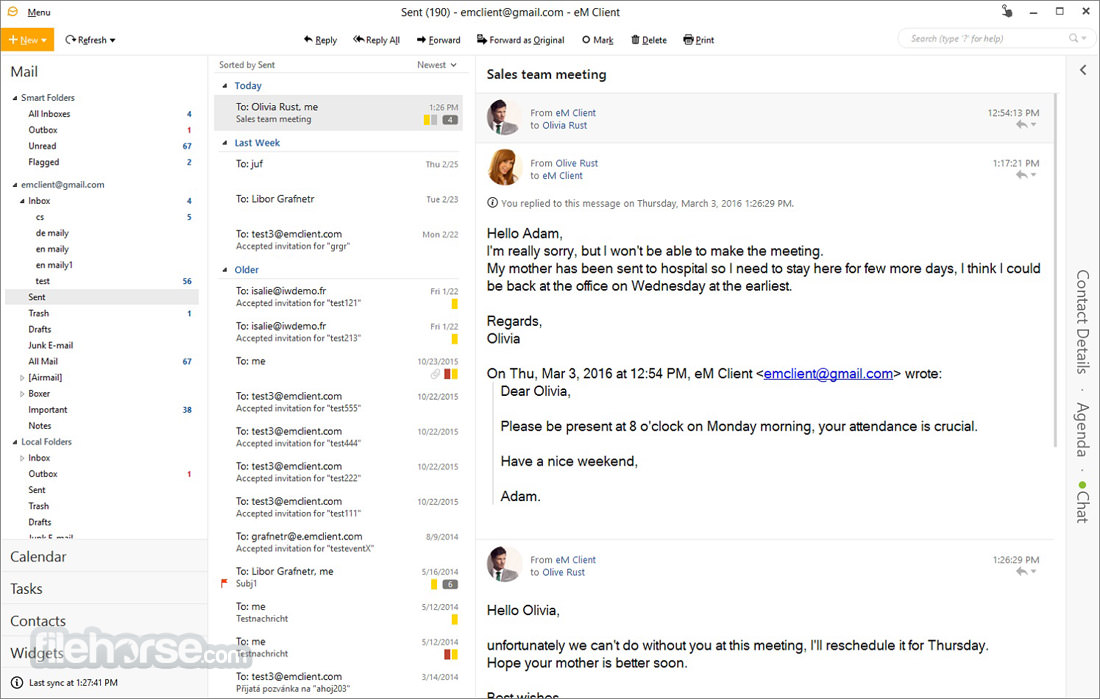 Menu
Sent (190) - emclient@gmail.com - eM Client
New
Refresh
Reply
Reply All
Forward
Forward as Original
Mark
Delete
Print
Search (type '?' for help)
Mail
Smart Folders
All Inboxes 4
Outbox 1
Unread 67
Flagged 2
emclient@gmail.com
Inbox 4
cs 5
de maily
en maily
en maily1
test 56
Sent
Trash 1
Drafts
Junk E-mail
All Mail 67
[Airmail]
Boxer
Important 38
Notes
Local Folders
Inbox
Outbox 1
Sent
Trash
Drafts
Junk E-mail
Calendar
Tasks
Contacts
Widgets
filehorse.com
Last sync at 1:27:41 PM
Sorted by Sent Newest
Today
To: Olivia Rust, me 1:26 PM
Sales team meeting 4
Last Week
To: juf Thu 2/25
To: Libor Grafnetr Tue 2/23
To: test3@emclient.com Mon 2/22
Accepted invitation for "grgr"
Older
To: isalie@iwdemo.fr Fri 1/22
Accepted invitation for "test121"
To: isalie@iwdemo.fr Fri 1/22
Accepted invitation for "test213"
To: me 10/23/2015
To: test3@emclient.com 10/22/2015
Accepted invitation for "test555"
To: test3@emclient.com 10/22/2015
Accepted invitation for "test444"
To: test3@emclient.com 10/22/2015
Accepted invitation for "test222"
To: test3@emclient.com 10/22/2015
Accepted invitation for "test111"
To: grafnetr@e.emclient.com 8/9/2014
Accepted invitation for "testeventX"
To: Libor Grafnetr, me 5/16/2014
Subj1 6
To: me 5/12/2014
Testnachricht
To: me 5/12/2014
Testnachricht
To: test3@emclient.com 3/14/2014
Přijatá pozvánka na "ahoj203"
Sales team meeting
From eM Client 12:54:13 PM
to Olivia Rust
From Olive Rust 1:17:21 PM
to eM Client
You replied to this message on Thursday, March 3, 2016 1:26:29 PM.
Hello Adam,
I'm really sorry, but I won't be able to make the meeting.
My mother has been sent to hospital so I need to stay here for few more days, I think I could
be back at the office on Wednesday at the earliest.
Regards,
Olivia
On Thu, Mar 3, 2016 at 12:54 PM, eM Client <emclient@gmail.com> wrote:
Dear Olivia,
Please be present at 8 o'clock on Monday morning, your attendance is crucial.
Have a nice weekend,
Adam.
From eM Client 1:26:29 PM
to Olive Rust
Hello Olivia,
unfortunately we can't do without you at this meeting, I'll reschedule it for Thursday.
Hope your mother is better soon.
Best wishes
Contact Details · Agenda · Chat